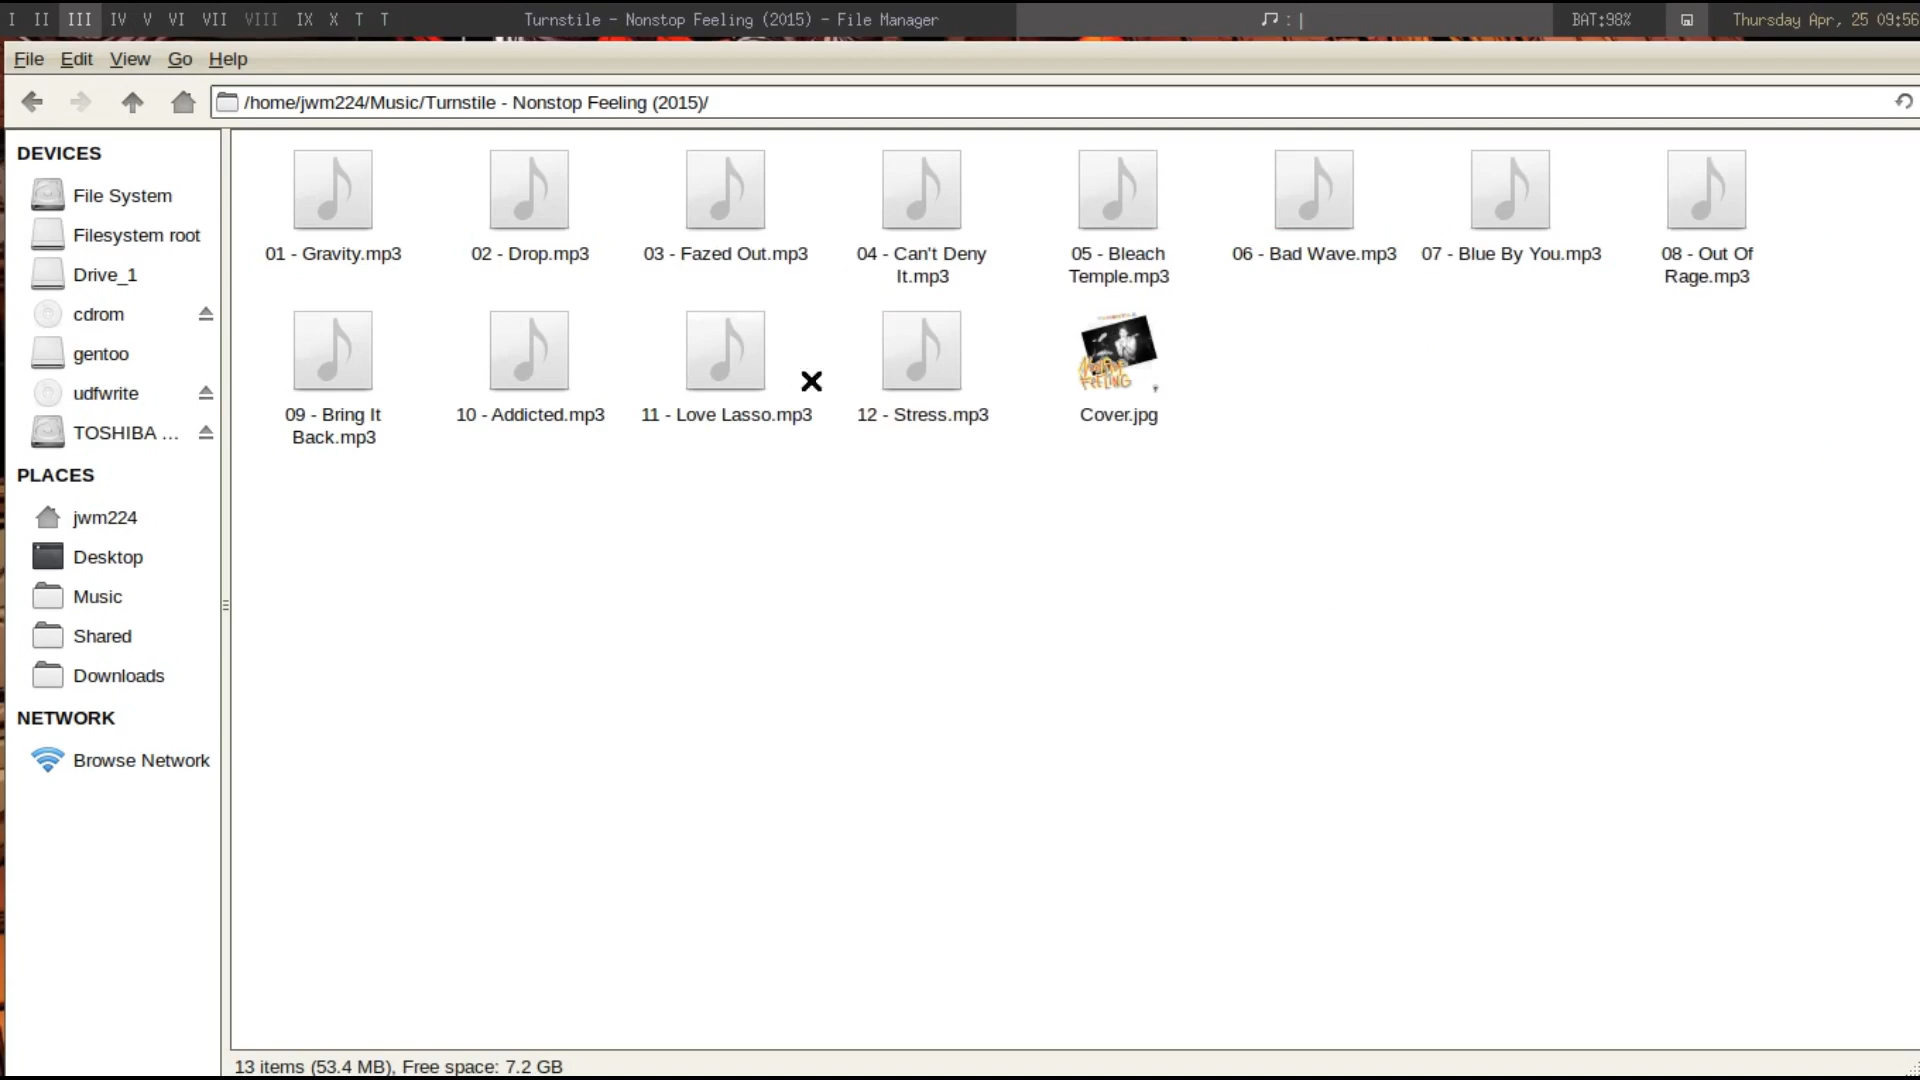 I II III IV V VI VII VIII IX X T T
Turnstile - Nonstop Feeling (2015) - File Manager
: |
BAT:98%
Thursday Apr, 25 09:56
File Edit View Go Help
/home/jwm224/Music/Turnstile - Nonstop Feeling (2015)/
DEVICES
File System
Filesystem root
Drive_1
cdrom
gentoo
udfwrite
TOSHIBA ...
PLACES
jwm224
Desktop
Music
Shared
Downloads
NETWORK
Browse Network
01 - Gravity.mp3
02 - Drop.mp3
03 - Fazed Out.mp3
04 - Can't Deny
It.mp3
05 - Bleach
Temple.mp3
06 - Bad Wave.mp3
07 - Blue By You.mp3
08 - Out Of
Rage.mp3
09 - Bring It
Back.mp3
10 - Addicted.mp3
11 - Love Lasso.mp3
12 - Stress.mp3
FEELING
Cover.jpg
13 items (53.4 MB), Free space: 7.2 GB